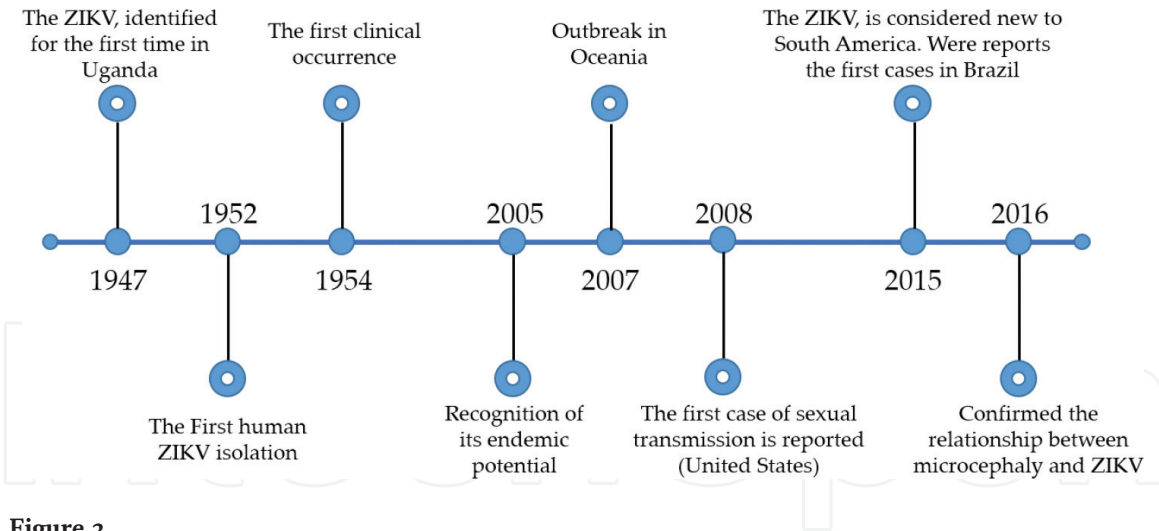 The ZIKV, identified
for the first time in
Uganda
The first clinical
occurrence
Outbreak in
Oceania
The ZIKV, is considered new to
South America. Were reports
the first cases in Brazil
1952
2005
2008
2016
1947
1954
2007
2015
The First human
ZIKV isolation
Recognition of
its endemic
potential
The first case of sexual
transmission is reported
(United States)
Confirmed the
relationship between
microcephaly and ZIKV